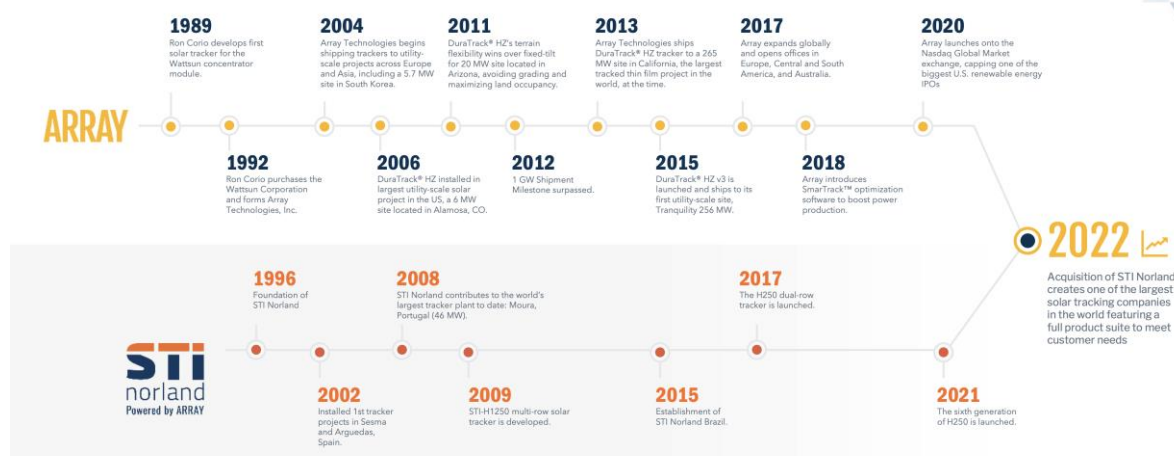 1989
Ron Corio develops first
solar tracker for the
Wattsun concentrator
module.
2004
Array Technologies begins
shipping trackers to utility-
scale projects across Europe
and Asia, including a 5.7 MW
site in South Korea.
2011
DuraTrack® HZ's terrain
flexibility wins over fixed-tilt
for 20 MW site located in
Arizona, avoiding grading and
maximizing land occupancy.
2013
Array Technologies ships
DuraTrack® HZ tracker to a 265
MW site in California, the largest
tracked thin film project in the
world, at the time.
2017
Array expands globally
and opens offices in
Europe, Central and South
America, and Australia.
2020
Array launches onto the
Nasdaq Global Market
exchange, capping one of the
biggest U.S. renewable energy
IPOs
ARRAY
1992
Ron Corio purchases the
Wattsun Corporation
and forms Array
Technologies, Inc.
2006
DuraTrack® HZ installed in
largest utility-scale solar
project in the US, a 6 MW
site located in Alamosa, CO.
2012
1 GW Shipment
Milestone surpassed.
2015
DuraTrack® HZ v3 is
launched and ships to its
first utility-scale site,
Tranquility 256 MW.
2018
Array introduces
SmarTrack™ optimization
software to boost power
production.
2022
Acquisition of STI Norland
creates one of the largest
solar tracking companies
in the world featuring a
full product suite to meet
customer needs
1996
Foundation of
STI Norland
2008
STI Norland contributes to the world's
largest tracker plant to date: Moura,
Portugal (46 MW).
2017
The H250 dual-row
tracker is launched.
STi
norland
Powered by ARRAY
2002
Installed 1st tracker
projects in Sesma
and Arguedas,
Spain.
2009
STI-H1250 multi-row solar
tracker is developed.
2015
Establishment of
STI Norland Brazil.
2021
The sixth generation
of H250 is launched.